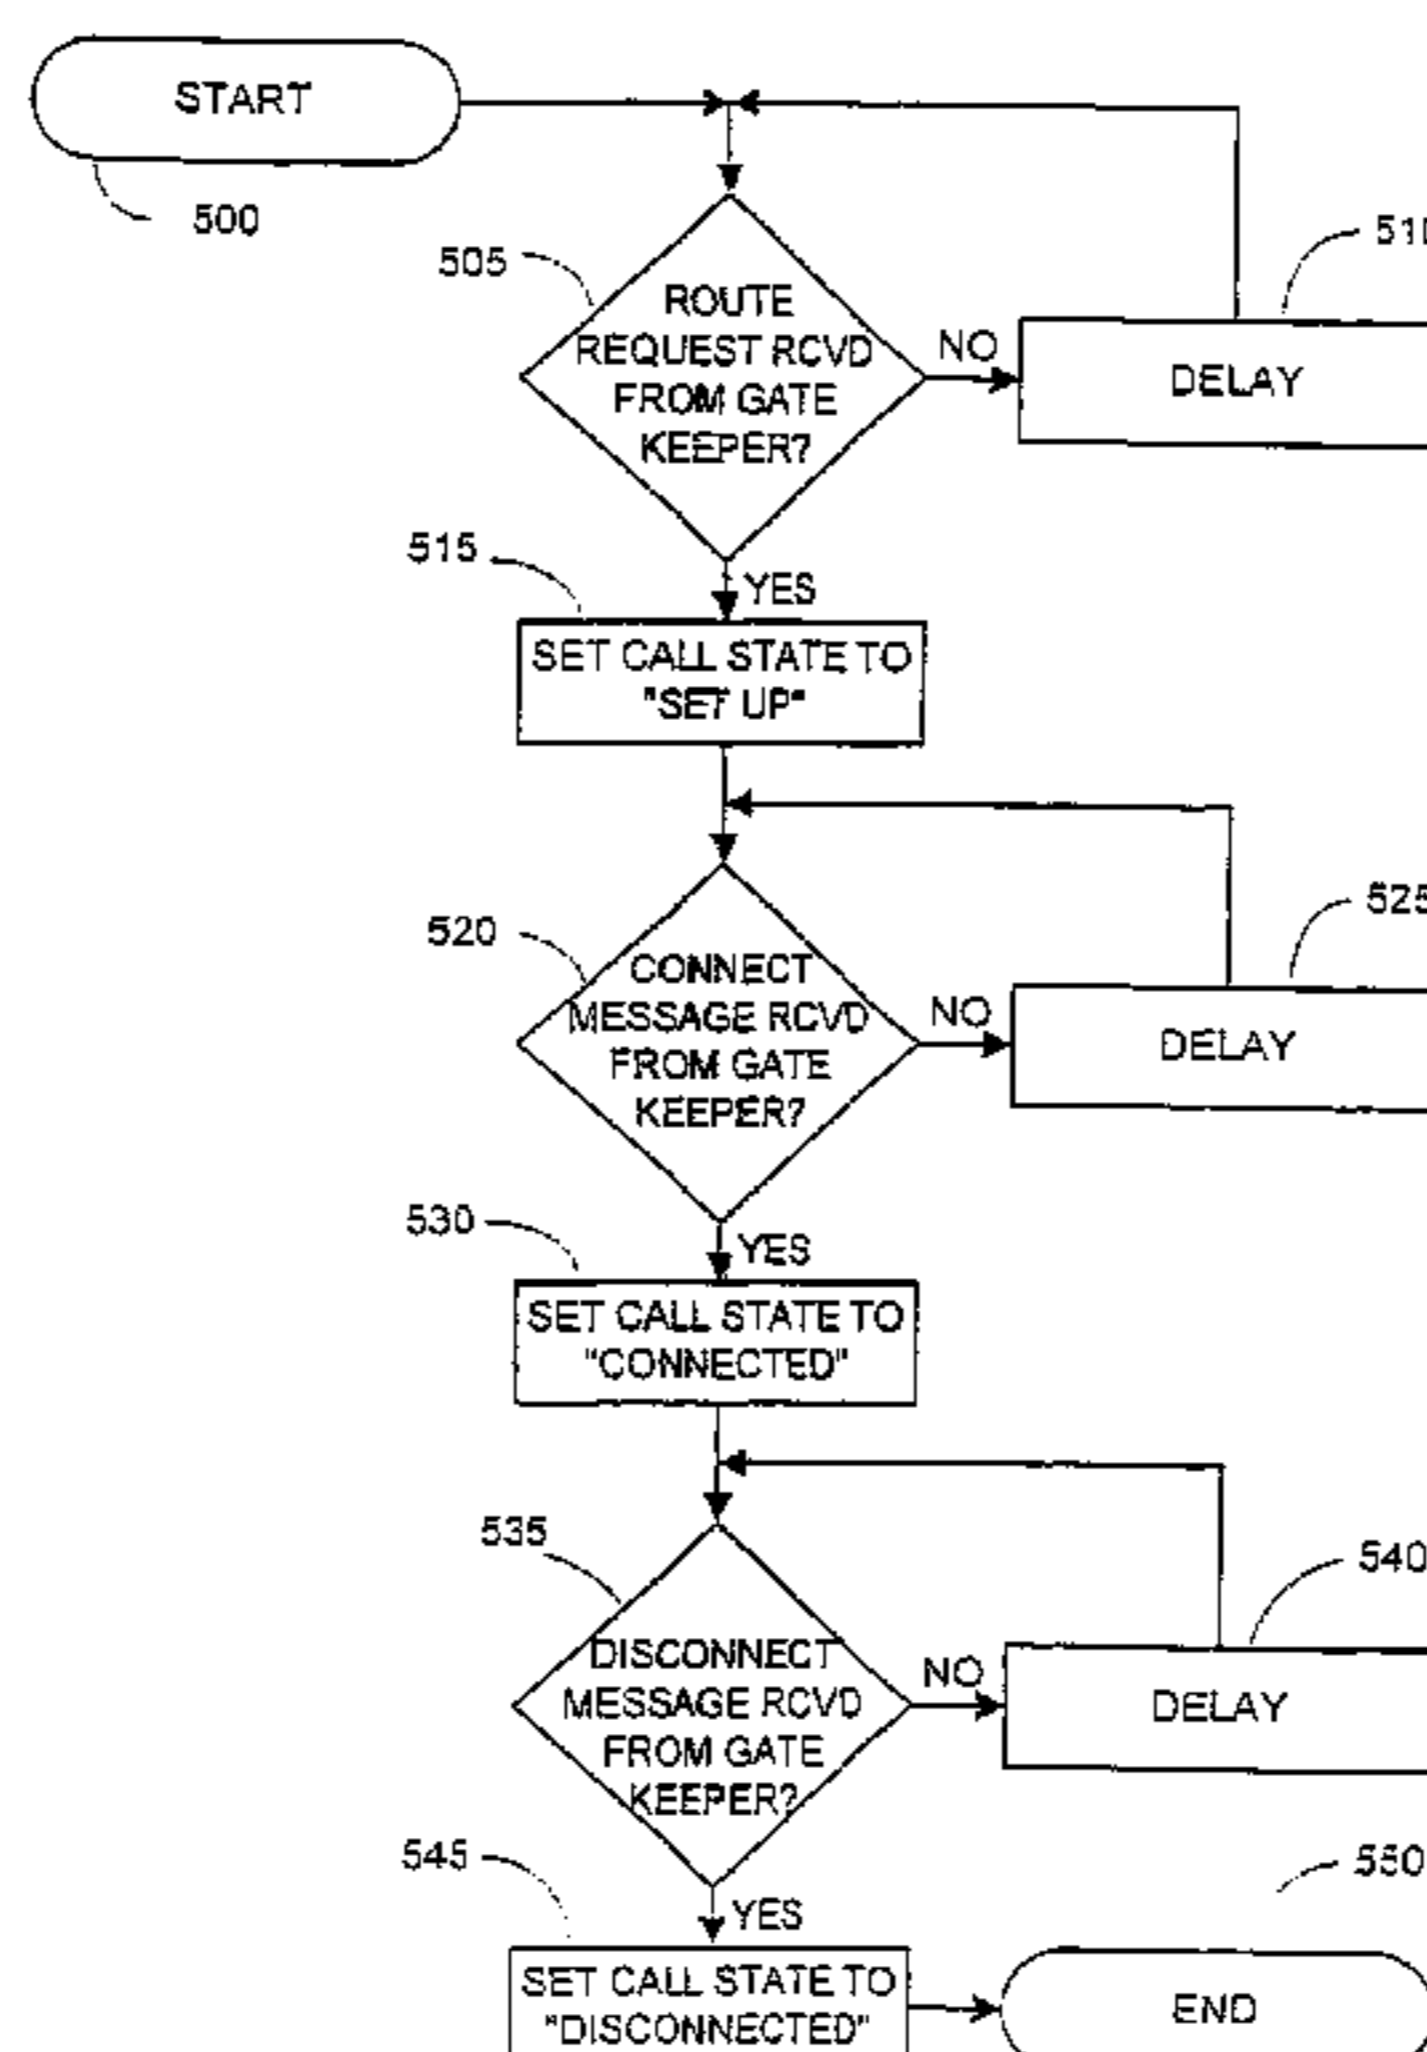 START
500
505
510
ROUTE
REQUEST RCVD
FROM GATE
KEEPER?
NO
DELAY
515
YES
SET CALL STATE TO
"SET UP"
520
525
CONNECT
MESSAGE RCVD
FROM GATE
KEEPER?
NO
DELAY
530
YES
SET CALL STATE TO
"CONNECTED"
535
540
DISCONNECT
MESSAGE RCVD
FROM GATE
KEEPER?
NO
DELAY
545
550
YES
SET CALL STATE TO
"DISCONNECTED"
END